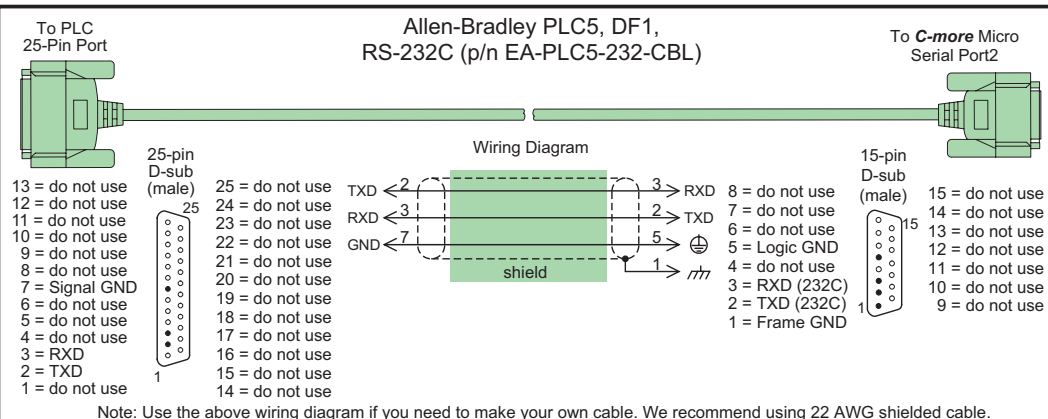 Allen-Bradley PLC5, DF1,
RS-232C (p/n EA-PLC5-232-CBL)
To PLC
25-Pin Port
To C-more Micro
Serial Port2
Wiring Diagram
25-pin
D-sub
(male)
25
1
13 = do not use
12 = do not use
11 = do not use
10 = do not use
9 = do not use
8 = do not use
7 = Signal GND
6 = do not use
5 = do not use
4 = do not use
3 = RXD
2 = TXD
1 = do not use
25 = do not use
24 = do not use
23 = do not use
22 = do not use
21 = do not use
20 = do not use
19 = do not use
18 = do not use
17 = do not use
16 = do not use
15 = do not use
14 = do not use
TXD 2 3 RXD
RXD 3 2 TXD
GND 7 5
1
shield
8 = do not use
7 = do not use
6 = do not use
5 = Logic GND
4 = do not use
3 = RXD (232C)
2 = TXD (232C)
1 = Frame GND
15-pin
D-sub
(male)
15
1
15 = do not use
14 = do not use
13 = do not use
12 = do not use
11 = do not use
10 = do not use
9 = do not use
Note: Use the above wiring diagram if you need to make your own cable. We recommend using 22 AWG shielded cable.